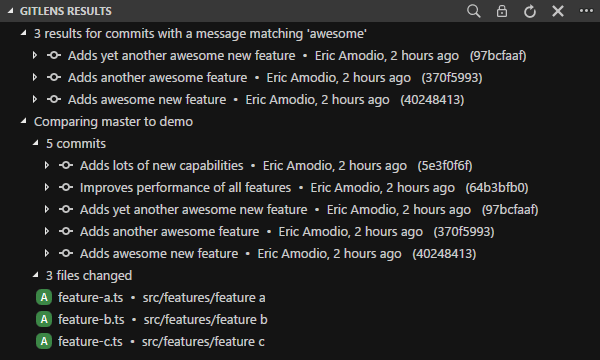 GITLENS RESULTS
3 results for commits with a message matching 'awesome'
Adds yet another awesome new feature • Eric Amodio, 2 hours ago (97bcfaaf)
Adds another awesome feature • Eric Amodio, 2 hours ago (370f5993)
Adds awesome new feature • Eric Amodio, 2 hours ago (40248413)
Comparing master to demo
5 commits
Adds lots of new capabilities • Eric Amodio, 2 hours ago (5e3f0f6f)
Improves performance of all features • Eric Amodio, 2 hours ago (64b3bfb0)
Adds yet another awesome new feature • Eric Amodio, 2 hours ago (97bcfaaf)
Adds another awesome feature • Eric Amodio, 2 hours ago (370f5993)
Adds awesome new feature • Eric Amodio, 2 hours ago (40248413)
3 files changed
A feature-a.ts • src/features/feature a
A feature-b.ts • src/features/feature b
A feature-c.ts • src/features/feature c